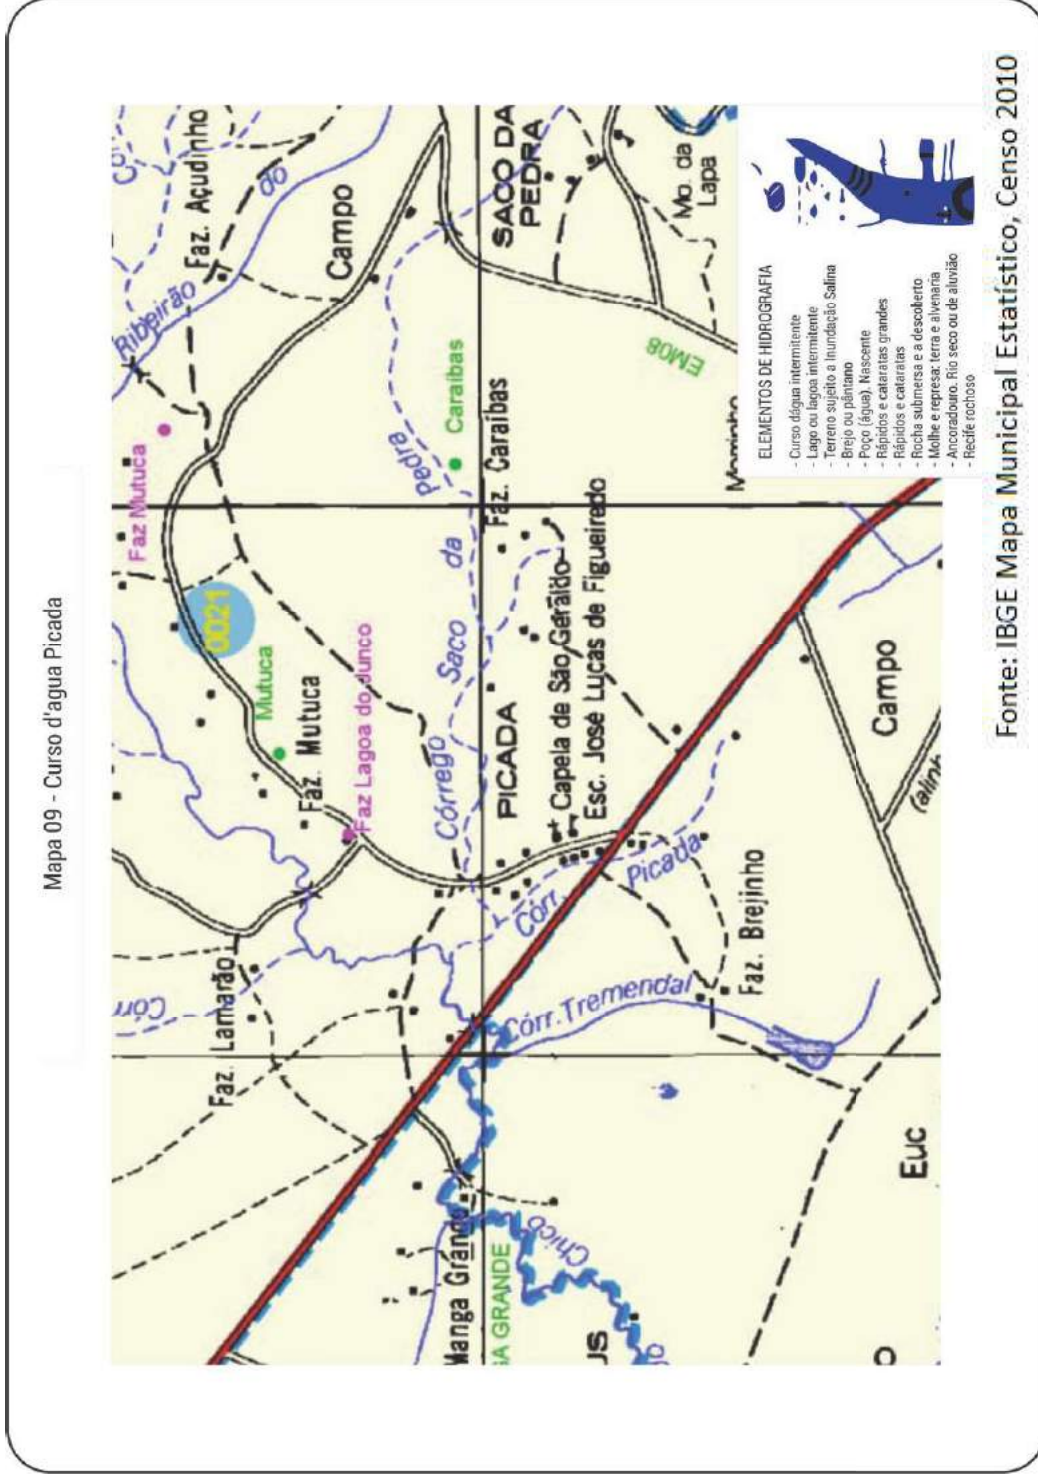 Mapa 09 - Curso d'agua Picada
Faz. Açudinho
Ribeirão
do
Campo
Faz Mutuca
0021
Mutuca
Faz. Mutuca
Faz Lagoa do Junco
Faz. Lamarão
Córr.
Córrego
Saco
da
Pedra
Caraíbas
Faz. Caraíbas
SACO DA
PEDRA
Mo. da
Lapa
EM08
PICADA
Capela de São Geraldo
Esc. José Lucas de Figueiredo
Córr.
Picada
Córr. Tremendal
Faz. Brejinho
Campo
Manga Grande
GA GRANDE
Chico
US
Euc
O
ELEMENTOS DE HIDROGRAFIA
- Curso dágua intermitente
- Lago ou lagoa intermitente
- Terreno sujeito a Inundação Salina
- Brejo ou pântano
- Poço (água). Nascente
- Rápidos e cataratas grandes
- Rápidos e cataratas
- Rocha submersa e a descoberto
- Molhe e represa: terra e alvenaria
- Ancoradouro. Rio seco ou de aluvião
- Recife rochoso
Fonte: IBGE Mapa Municipal Estatístico, Censo 2010